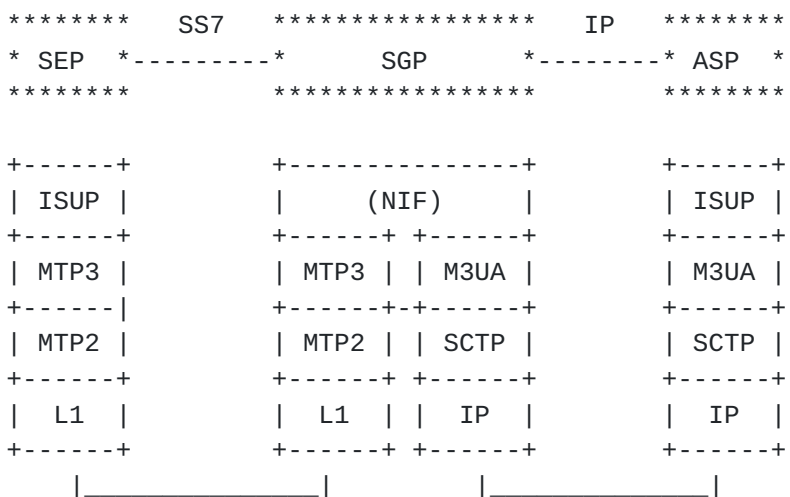 ********   SS7   *****************   IP   ********
* SEP *---------* SGP *--------* ASP *
********         *****************        ********
+------+         +---------------+        +------+
| ISUP |         |     (NIF)     |        | ISUP |
+------+         +------+ +------+        +------+
| MTP3 |         | MTP3 | | M3UA |        | M3UA |
+------|         +------+-+------+        +------+
| MTP2 |         | MTP2 | | SCTP |        | SCTP |
+------+         +------+ +------+        +------+
|  L1  |         |  L1  | |  IP  |        |  IP  |
+------+         +------+ +------+        +------+
    |_______________|         |______________|